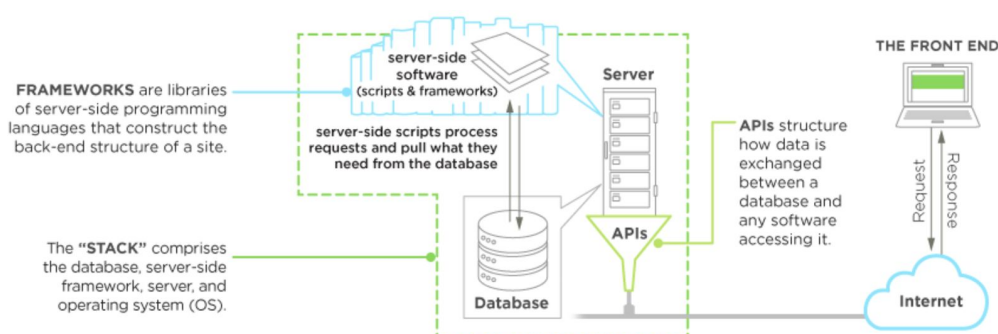 FRAMEWORKS are libraries
of server-side programming
languages that construct the
back-end structure of a site.
The “STACK” comprises
the database, server-side
framework, server, and
operating system (OS).
server-side
software
(scripts & frameworks)
server-side scripts process
requests and pull what they
need from the database
Database
Server
APIs
APIs structure
how data is
exchanged
between a
database and
any software
accessing it.
THE FRONT END
Request
Response
Internet